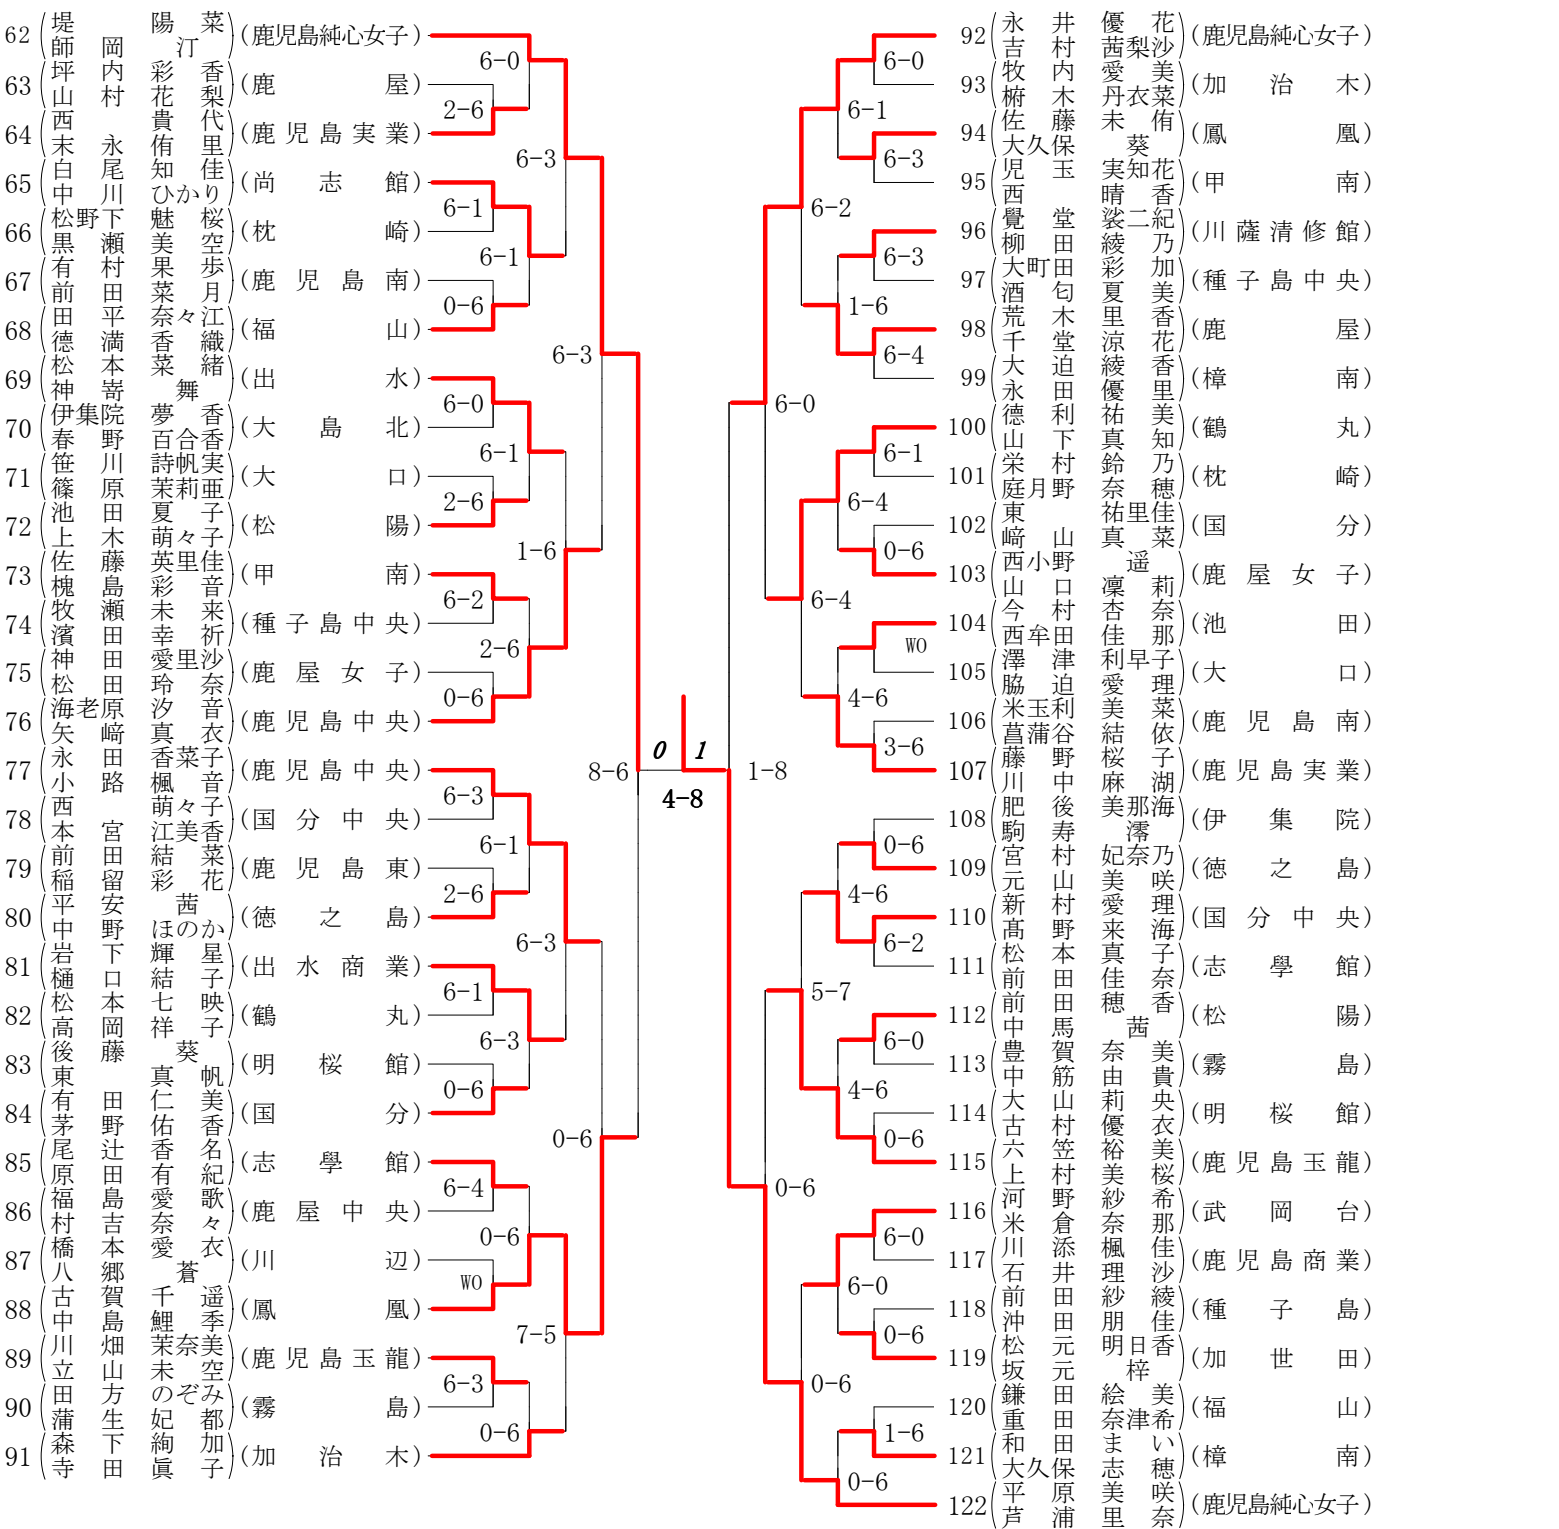 62 (堤 陽菜 師岡 汀) (鹿児島純心女子)
63 (坪内彩香 山村花梨) (鹿屋)
64 (西 貴代 末永侑里) (鹿児島実業)
65 (白尾知佳 中川ひかり) (尚志館)
66 (松野下魅桜 黒瀬美空) (枕崎)
67 (有村果歩 前田菜月) (鹿児島南)
68 (田平奈々江 德満香織) (福山)
69 (松本菜緒 神嵜舞) (出水)
70 (伊集院夢香 春野百合香) (大島北)
71 (笹川詩帆実 篠原茉莉亜) (大口)
72 (池田夏子 上木萌々子) (松陽)
73 (佐藤英里佳 槐島彩音) (甲南)
74 (牧瀬未来 濱田幸祈) (種子島中央)
75 (神田愛里沙 松田玲奈) (鹿屋女子)
76 (海老原汐音 矢﨑真衣) (鹿児島中央)
77 (永田香菜子 小路楓音) (鹿児島中央)
78 (西 萌々子 本宮江美香) (国分中央)
79 (前田結菜 稲留彩花) (鹿児島東)
80 (平安茜 中野ほのか) (徳之島)
81 (岩下輝星 樋口結子) (出水商業)
82 (松本七映 高岡祥子) (鶴丸)
83 (後藤葵 東 真帆) (明桜館)
84 (有田仁美 茅野佑香) (国分)
85 (尾辻香名 原田有紀) (志學館)
86 (福島愛歌 村吉奈々) (鹿屋中央)
87 (橋本愛衣 八郷蒼) (川辺)
88 (古賀千遥 中島鯉季) (鳳凰)
89 (川畑茉奈美 立山未空) (鹿児島玉龍)
90 (田方のぞみ 蒲生妃都) (霧島)
91 (森下絢加 寺田眞子) (加治木)
6-0
2-6
6-3
6-1
6-1
0-6
6-3
6-0
6-1
2-6
1-6
6-2
2-6
0-6
8-6
6-3
6-1
2-6
6-3
6-1
6-3
0-6
0-6
6-4
0-6
WO
7-5
6-3
0-6
0 1
4-8
92 (永井優花 吉村茜梨沙) (鹿児島純心女子)
93 (牧内愛美 椨木丹衣菜) (加治木)
94 (佐藤未侑 大久保葵) (鳳凰)
95 (児玉実知花 西 晴香) (甲南)
96 (覺堂裟二紀 柳田綾乃) (川薩清修館)
97 (大町田彩加 酒匂夏美) (種子島中央)
98 (荒木里香 千堂涼花) (鹿屋)
99 (大迫綾香 永田優里) (樟南)
100 (德利祐美 山下真知) (鶴丸)
101 (栄村鈴乃 庭月野奈穂) (枕崎)
102 (東 祐里佳 﨑山真菜) (国分)
103 (西小野遥 山口凜莉) (鹿屋女子)
104 (今村杏奈 西牟田佳那) (池田)
105 (澤津利早子 脇迫愛理) (大口)
106 (米玉利美菜 菖蒲谷結依) (鹿児島南)
107 (藤野桜子 川中麻湖) (鹿児島実業)
108 (肥後美那海 駒寿澪) (伊集院)
109 (宮村妃奈乃 元山美咲) (徳之島)
110 (新村愛理 髙野来海) (国分中央)
111 (松本真子 前田佳奈) (志學館)
112 (前田穂香 中馬茜) (松陽)
113 (豊賀奈美 中筋由貴) (霧島)
114 (大山莉央 古村優衣) (明桜館)
115 (六笠裕美 上村美桜) (鹿児島玉龍)
116 (河野紗希 米倉奈那) (武岡台)
117 (川添楓佳 石井理沙) (鹿児島商業)
118 (前田紗綾 沖田朋佳) (種子島)
119 (松元明日香 坂元梓) (加世田)
120 (鎌田絵美 重田奈津希) (福山)
121 (和田まい 大久保志穂) (樟南)
122 (平原美咲 芦浦里奈) (鹿児島純心女子)
6-0
6-1
6-3
6-2
6-3
1-6
6-4
6-0
6-1
6-4
0-6
6-4
WO
4-6
3-6
1-8
0-6
4-6
6-2
5-7
6-0
4-6
0-6
0-6
6-0
6-0
0-6
0-6
1-6
0-6